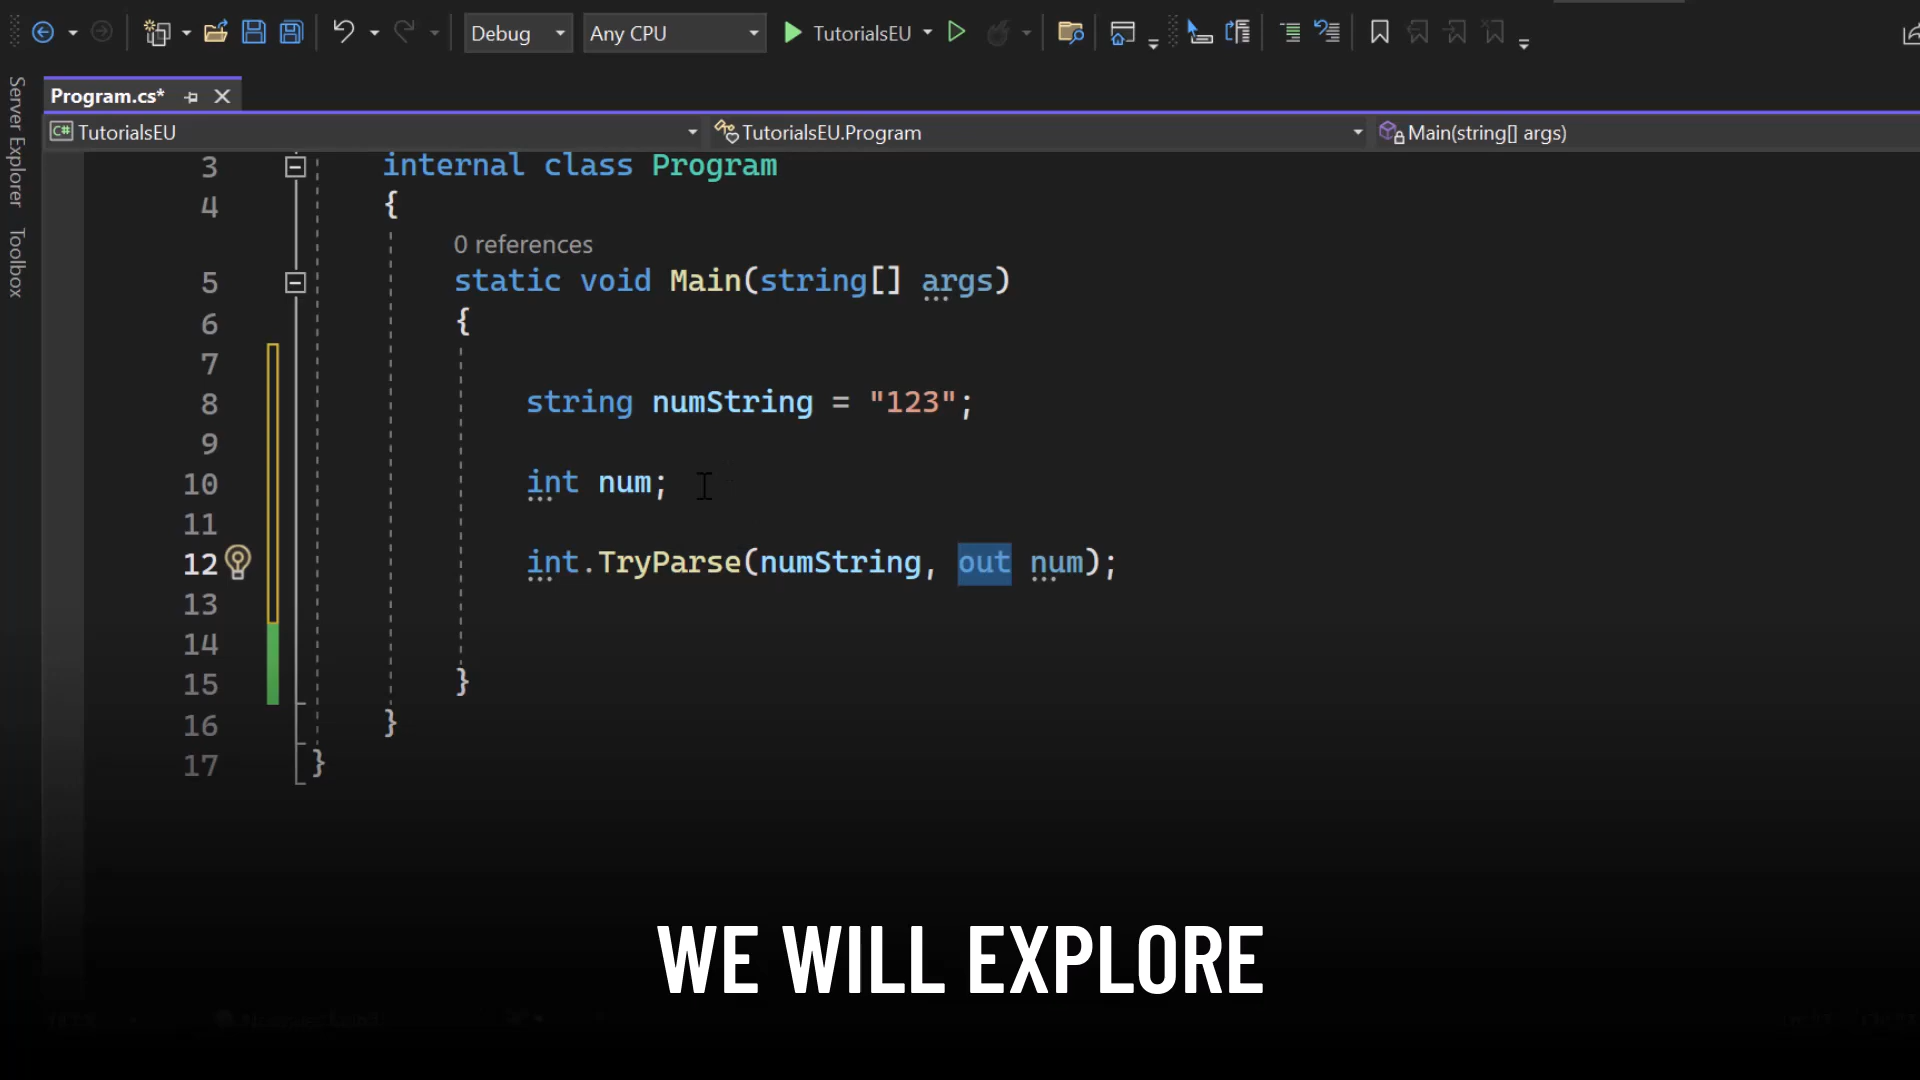 Debug
Any CPU
TutorialsEU
Server Explorer
Toolbox
Program.cs*
C# TutorialsEU
TutorialsEU.Program
Main(string[] args)
3 internal class Program
4 {
0 references
5 static void Main(string[] args)
6 {
7
8 string numString = "123";
9
10 int num;
11
12 int.TryParse(numString, out num);
13
14
15 }
16 }
17 }
WE WILL EXPLORE